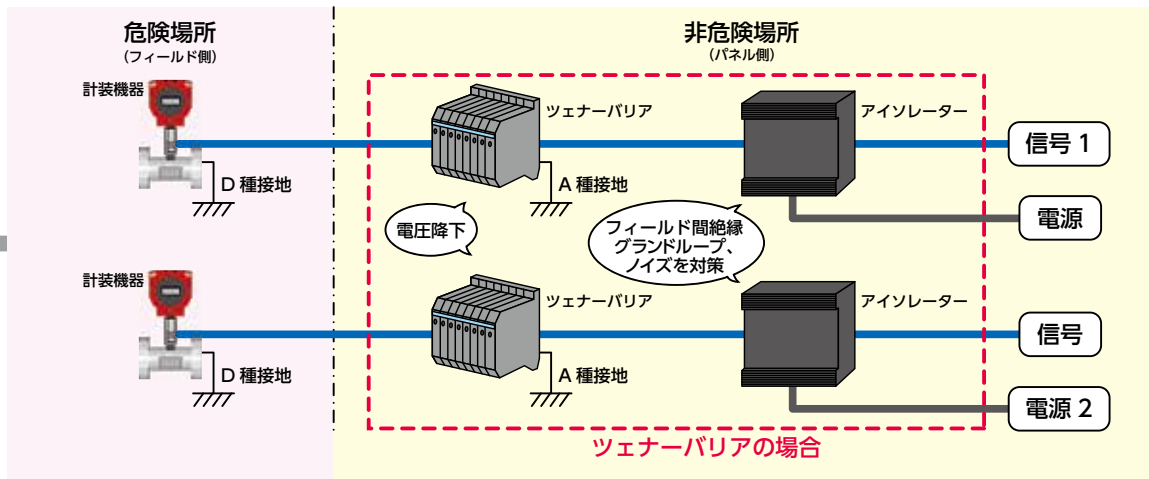 危険場所
(フィールド側)
非危険場所
(パネル側)
計装機器
ツェナーバリア
アイソレーター
信号 1
D 種接地
A 種接地
電源
電圧降下
フィールド間絶縁
グランドループ、
ノイズを対策
計装機器
ツェナーバリア
アイソレーター
信号
D 種接地
A 種接地
電源 2
ツェナーバリアの場合